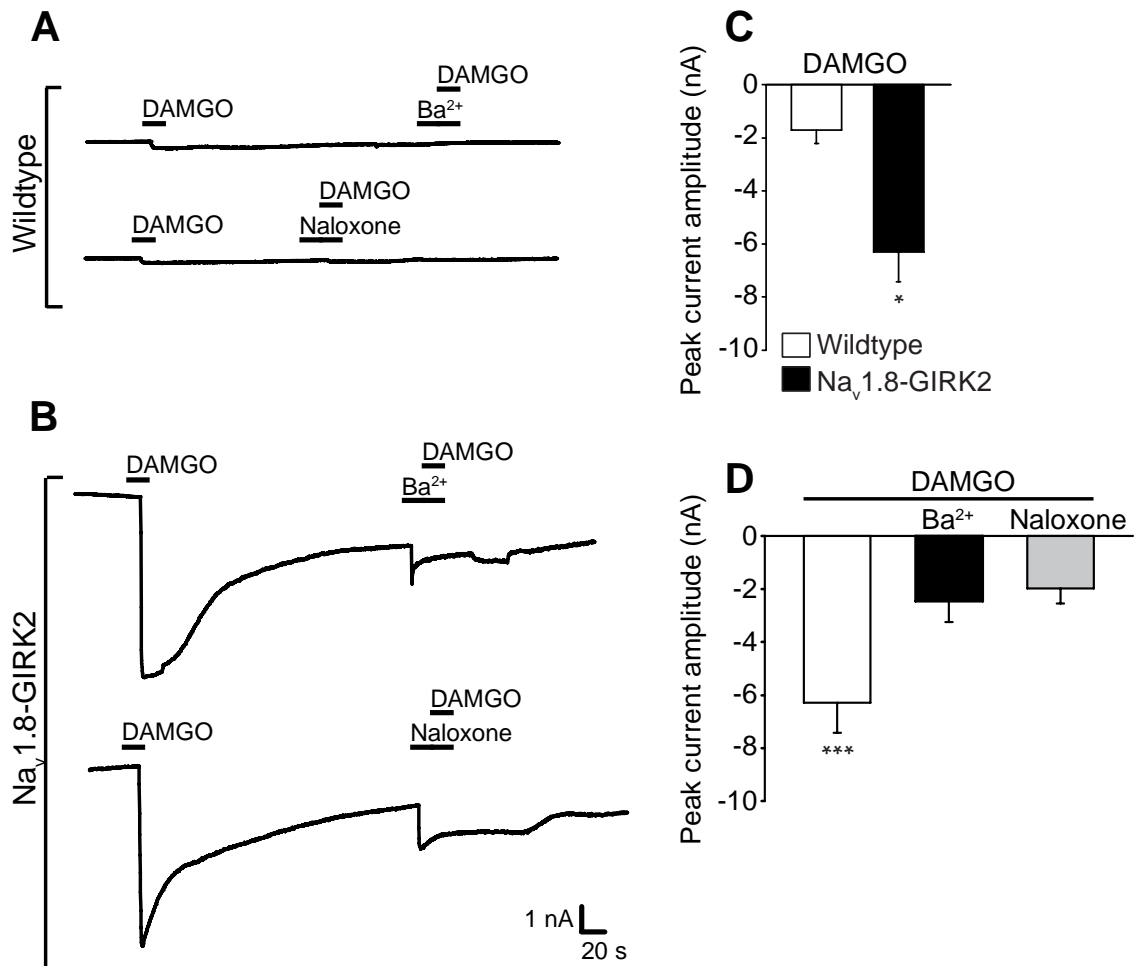 A
Wildtype
DAMGO
DAMGO
Ba²⁺
DAMGO
DAMGO
Naloxone
B
Naᵥ1.8-GIRK2
DAMGO
DAMGO
Ba²⁺
DAMGO
DAMGO
Naloxone
1 nA
20 s
C
DAMGO
Peak current amplitude (nA)
0
-2
-4
-6
-8
-10
*
Wildtype
Naᵥ1.8-GIRK2
D
DAMGO
Ba²⁺ Naloxone
Peak current amplitude (nA)
0
-2
-4
-6
-8
-10
***